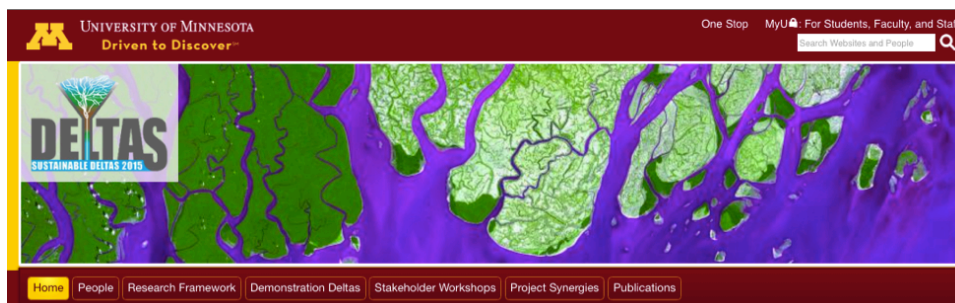 UNIVERSITY OF MINNESOTA
Driven to Discover℠
One Stop MyU: For Students, Faculty, and Staf
Search Websites and People
DELTAS
SUSTAINABLE DELTAS 2015
Home People Research Framework Demonstration Deltas Stakeholder Workshops Project Synergies Publications